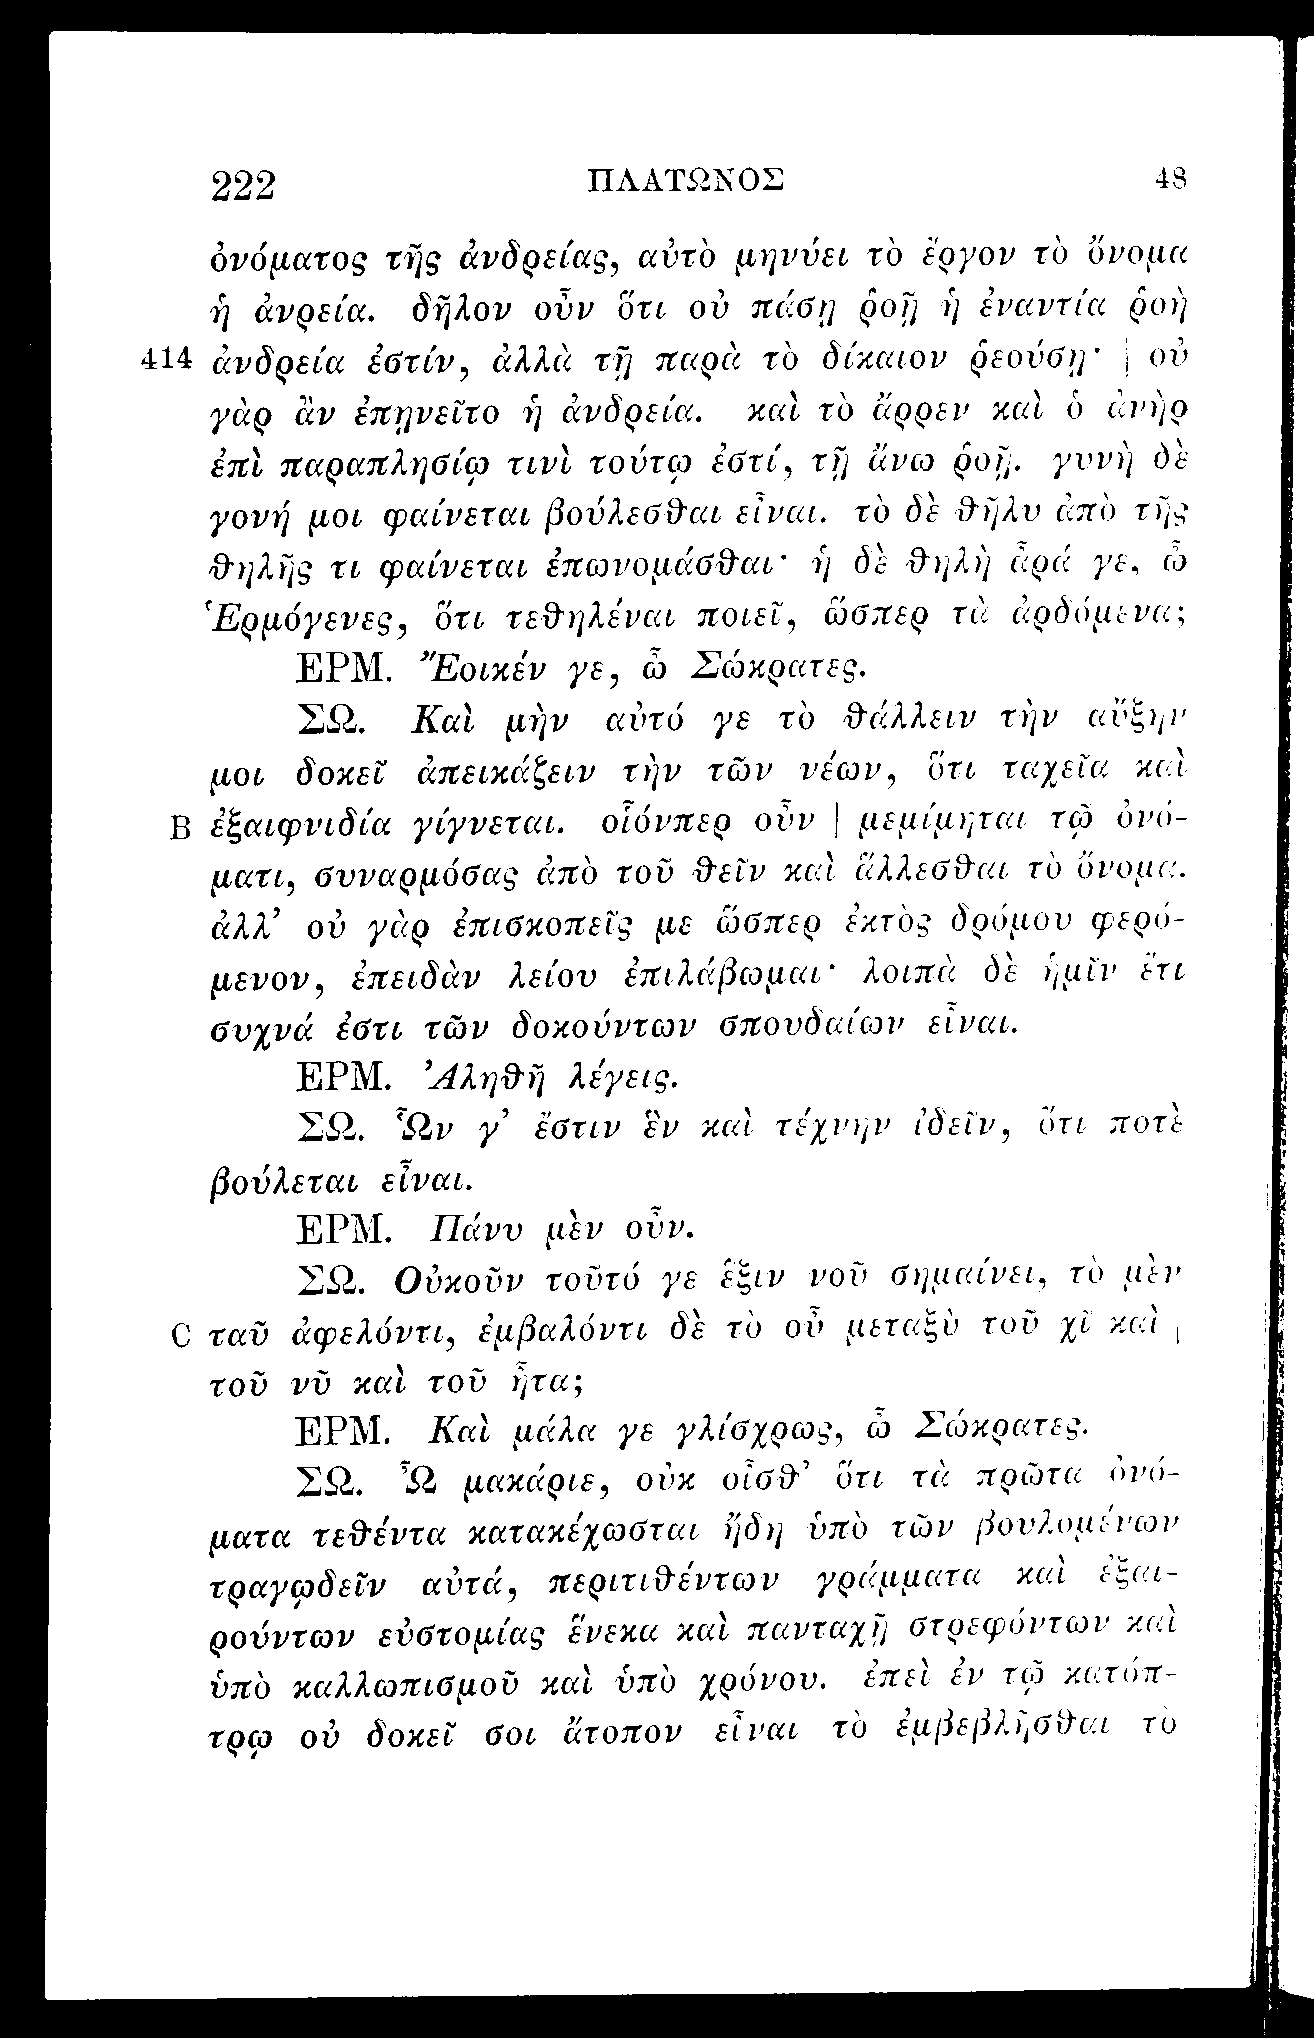 222 ΠΛΑΤΩΝΟΣ 48
ὀνόματος τῆς ἀνδρείας, αὐτὸ μηνύει τὸ ἔργον τὸ ὄνομα
ἡ ἀνρεία. δῆλον οὖν ὅτι οὐ πάσῃ ῥοῇ ἡ ἐναντία ῥοὴ
414 ἀνδρεία ἐστίν, ἀλλὰ τῇ παρὰ τὸ δίκαιον ῥεούσῃ· | οὐ
γὰρ ἂν ἐπῃνεῖτο ἡ ἀνδρεία. καὶ τὸ ἄρρεν καὶ ὁ ἀνὴρ
ἐπὶ παραπλησίῳ τινὶ τούτῳ ἐστί, τῇ ἄνω ῥοῇ. γυνὴ δὲ
γονή μοι φαίνεται βούλεσθαι εἶναι. τὸ δὲ θῆλυ ἀπὸ τῆς
θηλῆς τι φαίνεται ἐπωνομάσθαι· ἡ δὲ θηλὴ ἆρά γε, ὦ
Ἑρμόγενες, ὅτι τεθηλέναι ποιεῖ, ὥσπερ τὰ ἀρδόμενα;
ΕΡΜ. Ἔοικέν γε, ὦ Σώκρατες.
ΣΩ. Καὶ μὴν αὐτό γε τὸ θάλλειν τὴν αὔξην
μοι δοκεῖ ἀπεικάζειν τὴν τῶν νέων, ὅτι ταχεῖα καὶ
B ἐξαιφνιδία γίγνεται. οἷόνπερ οὖν | μεμίμηται τῷ ὀνό-
ματι, συναρμόσας ἀπὸ τοῦ θεῖν καὶ ἅλλεσθαι τὸ ὄνομα.
ἀλλ’ οὐ γὰρ ἐπισκοπεῖς με ὥσπερ ἐκτὸς δρόμου φερό-
μενον, ἐπειδὰν λείου ἐπιλάβωμαι· λοιπὰ δὲ ἡμῖν ἔτι
συχνά ἐστι τῶν δοκούντων σπουδαίων εἶναι.
ΕΡΜ. Ἀληθῆ λέγεις.
ΣΩ. Ὧν γ’ ἔστιν ἓν καὶ τέχνην ἰδεῖν, ὅτι ποτὲ
βούλεται εἶναι.
ΕΡΜ. Πάνυ μὲν οὖν.
ΣΩ. Οὐκοῦν τοῦτό γε ἕξιν νοῦ σημαίνει, τὸ μὲν
C ταῦ ἀφελόντι, ἐμβαλόντι δὲ τὸ οὖ μεταξὺ τοῦ χῖ καὶ |
τοῦ νῦ καὶ τοῦ ἦτα;
ΕΡΜ. Καὶ μάλα γε γλίσχρως, ὦ Σώκρατες.
ΣΩ. Ὦ μακάριε, οὐκ οἶσθ’ ὅτι τὰ πρῶτα ὀνό-
ματα τεθέντα κατακέχωσται ἤδη ὑπὸ τῶν βουλομένων
τραγῳδεῖν αὐτά, περιτιθέντων γράμματα καὶ ἐξαι-
ρούντων εὐστομίας ἕνεκα καὶ πανταχῇ στρεφόντων καὶ
ὑπὸ καλλωπισμοῦ καὶ ὑπὸ χρόνου. ἐπεὶ ἐν τῷ κατόπ-
τρῳ οὐ δοκεῖ σοι ἄτοπον εἶναι τὸ ἐμβεβλῆσθαι τὸ